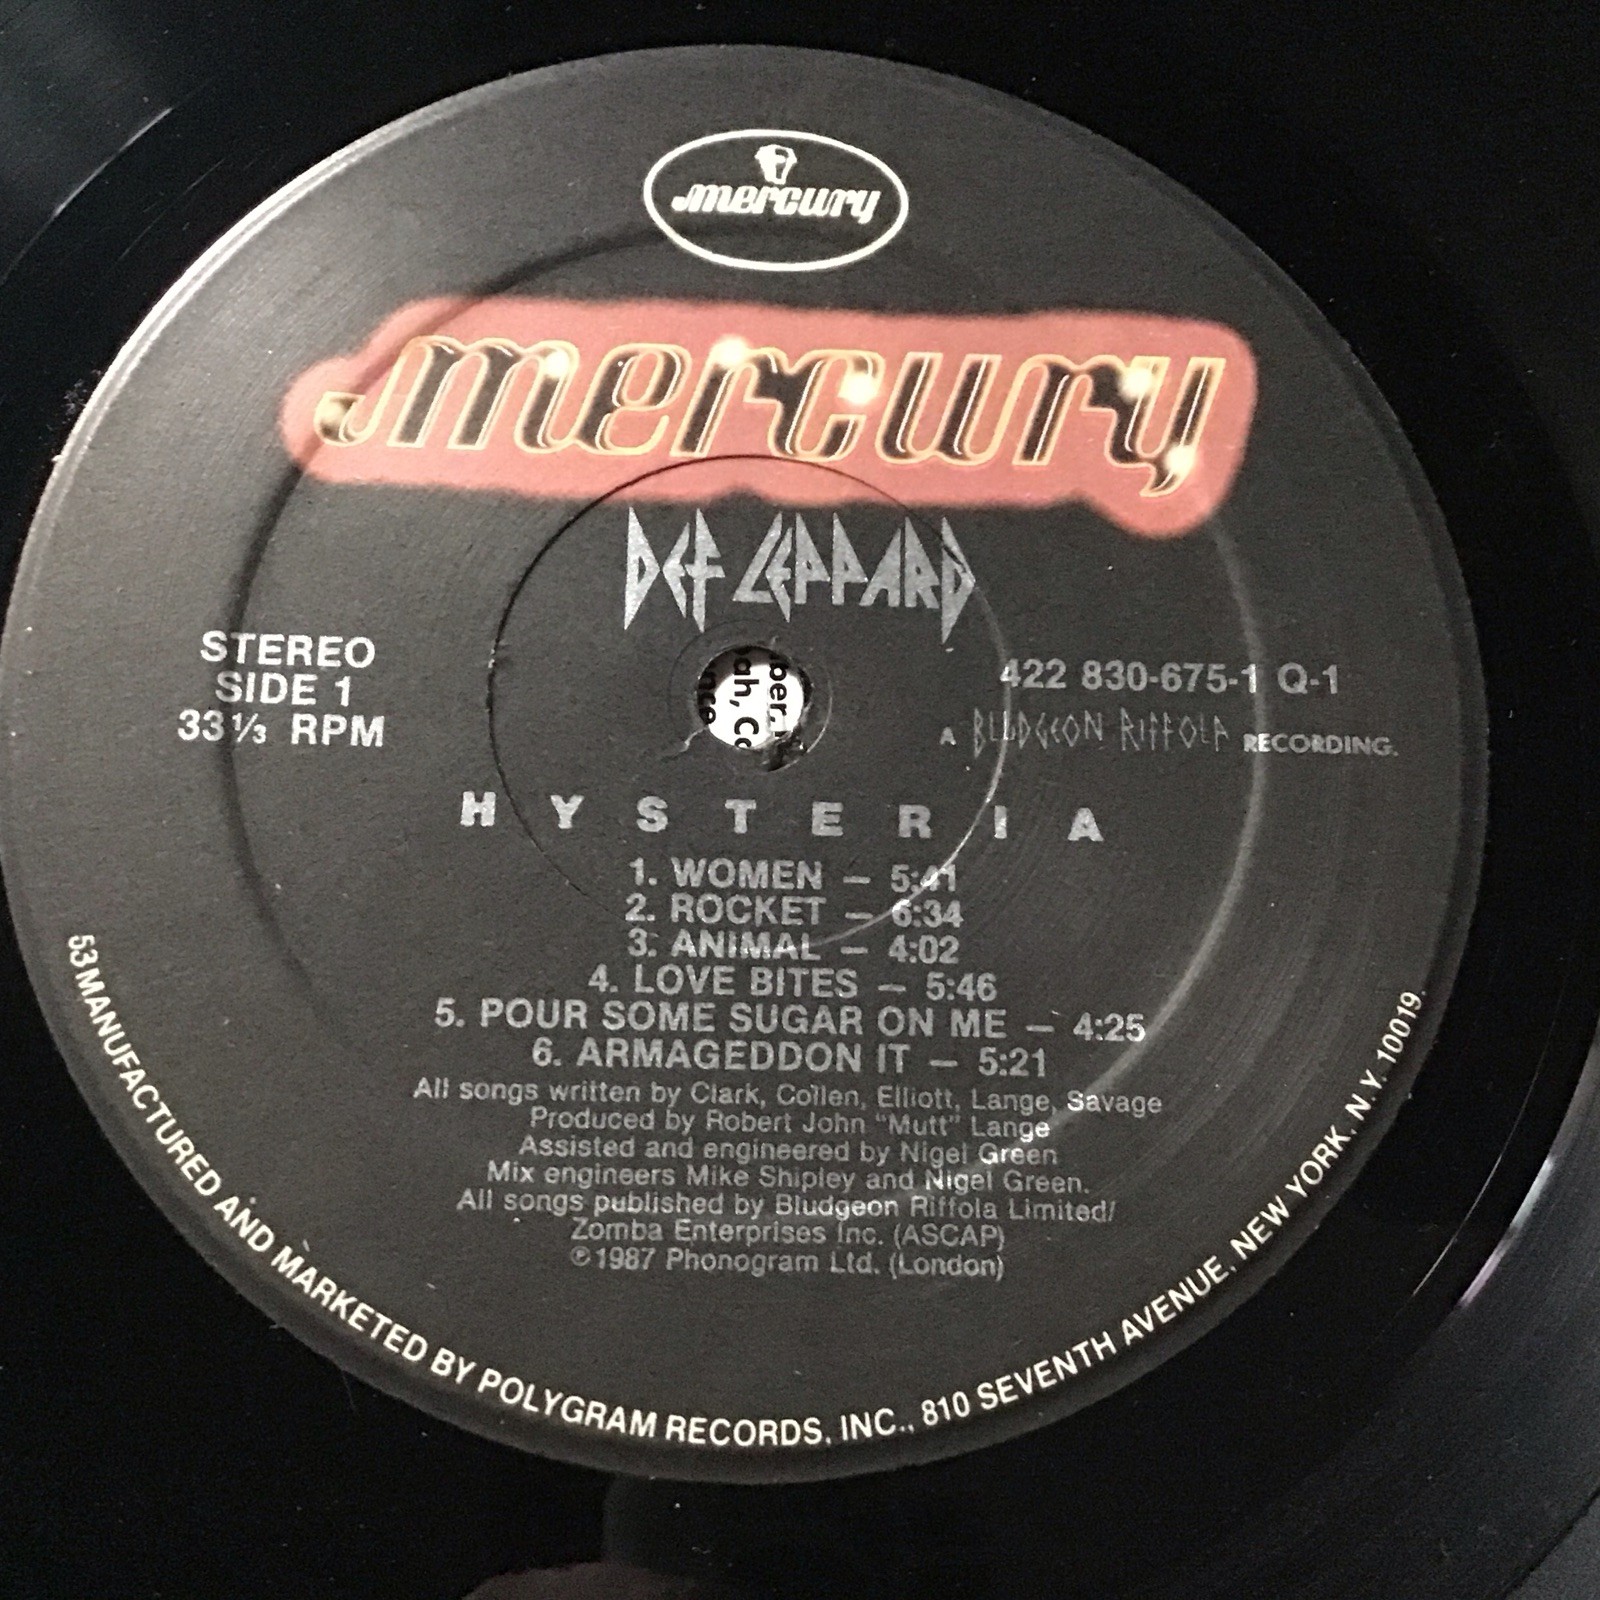 mercury
mercury
DEF LEPPARD
STEREO
SIDE 1
33⅓ RPM
422 830-675-1 Q-1
A BLUDGEON RIFFOLA RECORDING.
HYSTERIA
1. WOMEN — 5:41
2. ROCKET — 6:34
3. ANIMAL — 4:02
4. LOVE BITES — 5:46
5. POUR SOME SUGAR ON ME — 4:25
6. ARMAGEDDON IT — 5:21
All songs written by Clark, Collen, Elliott, Lange, Savage
Produced by Robert John “Mutt” Lange
Assisted and engineered by Nigel Green
Mix engineers Mike Shipley and Nigel Green.
All songs published by Bludgeon Riffola Limited/
Zomba Enterprises Inc. (ASCAP)
℗1987 Phonogram Ltd. (London)
53 MANUFACTURED AND MARKETED BY POLYGRAM RECORDS, INC., 810 SEVENTH AVENUE, NEW YORK, N.Y. 10019.